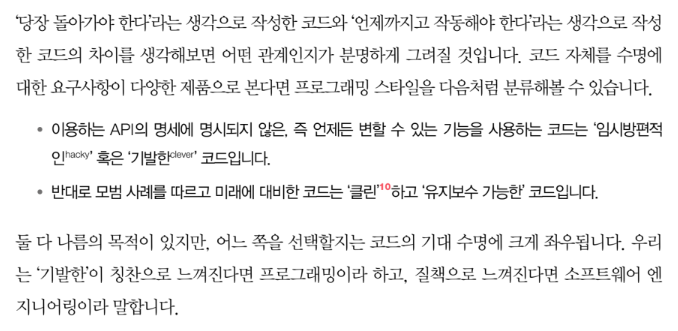 ‘당장 돌아가야 한다’라는 생각으로 작성한 코드와 ‘언제까지고 작동해야 한다’라는 생각으로 작성
한 코드의 차이를 생각해보면 어떤 관계인지가 분명하게 그려질 것입니다. 코드 자체를 수명에
대한 요구사항이 다양한 제품으로 본다면 프로그래밍 스타일을 다음처럼 분류해볼 수 있습니다.
• 이용하는 API의 명세에 명시되지 않은, 즉 언제든 변할 수 있는 기능을 사용하는 코드는 ‘임시방편적
인hacky’ 혹은 ‘기발한clever’ 코드입니다.
• 반대로 모범 사례를 따르고 미래에 대비한 코드는 ‘클린’10하고 ‘유지보수 가능한’ 코드입니다.
둘 다 나름의 목적이 있지만, 어느 쪽을 선택할지는 코드의 기대 수명에 크게 좌우됩니다. 우리
는 ‘기발한’이 칭찬으로 느껴진다면 프로그래밍이라 하고, 질책으로 느껴진다면 소프트웨어 엔
지니어링이라 말합니다.